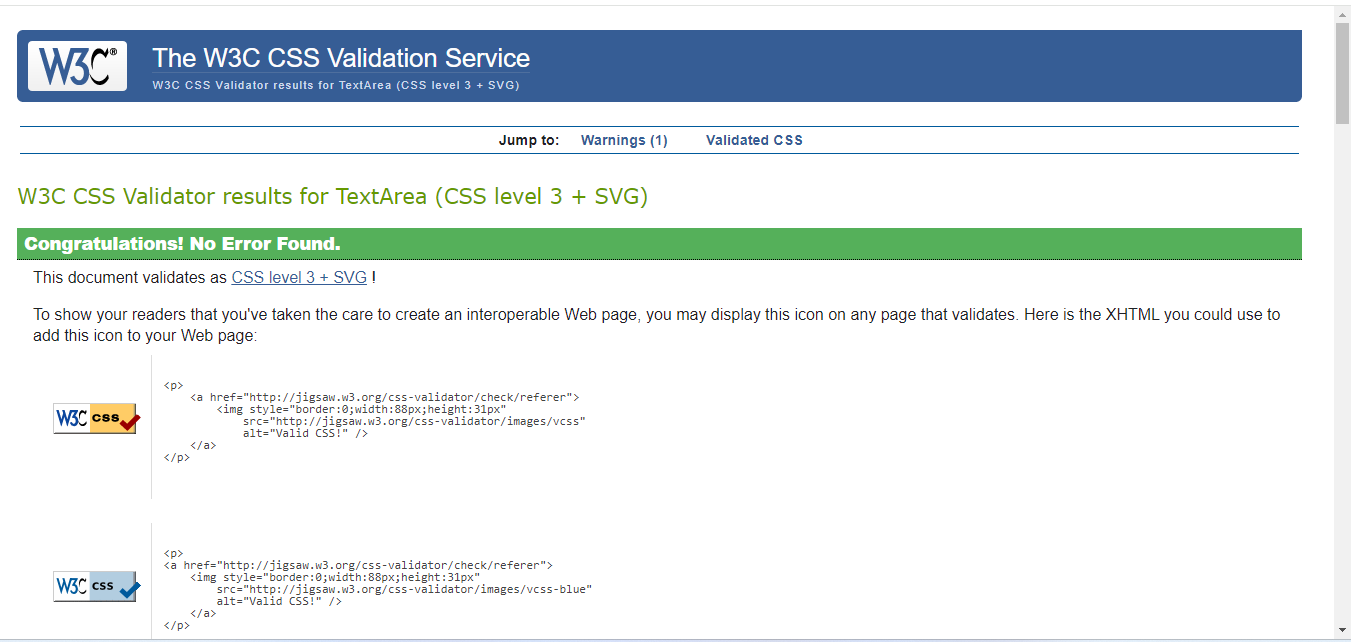 W3C®
The W3C CSS Validation Service
W3C CSS Validator results for TextArea (CSS level 3 + SVG)
Jump to: Warnings (1) Validated CSS
W3C CSS Validator results for TextArea (CSS level 3 + SVG)
Congratulations! No Error Found.
This document validates as CSS level 3 + SVG !
To show your readers that you've taken the care to create an interoperable Web page, you may display this icon on any page that validates. Here is the XHTML you could use to
add this icon to your Web page:
W3C css
<p>
<a href="http://jigsaw.w3.org/css-validator/check/referer">
<img style="border:0;width:88px;height:31px"
src="http://jigsaw.w3.org/css-validator/images/vcss"
alt="Valid CSS!" />
</a>
</p>
W3C css
<p>
<a href="http://jigsaw.w3.org/css-validator/check/referer">
<img style="border:0;width:88px;height:31px"
src="http://jigsaw.w3.org/css-validator/images/vcss-blue"
alt="Valid CSS!" />
</a>
</p>